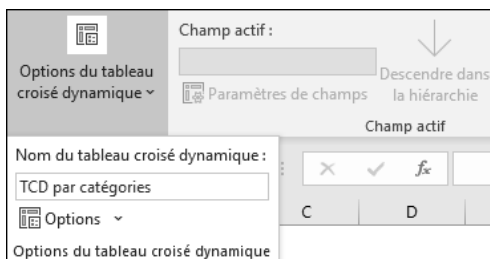 Options du tableau
croisé dynamique
Champ actif :
Paramètres de champs
Descendre dans
la hiérarchie
Champ actif
Nom du tableau croisé dynamique :
TCD par catégories
Options
Options du tableau croisé dynamique
fx
C
D